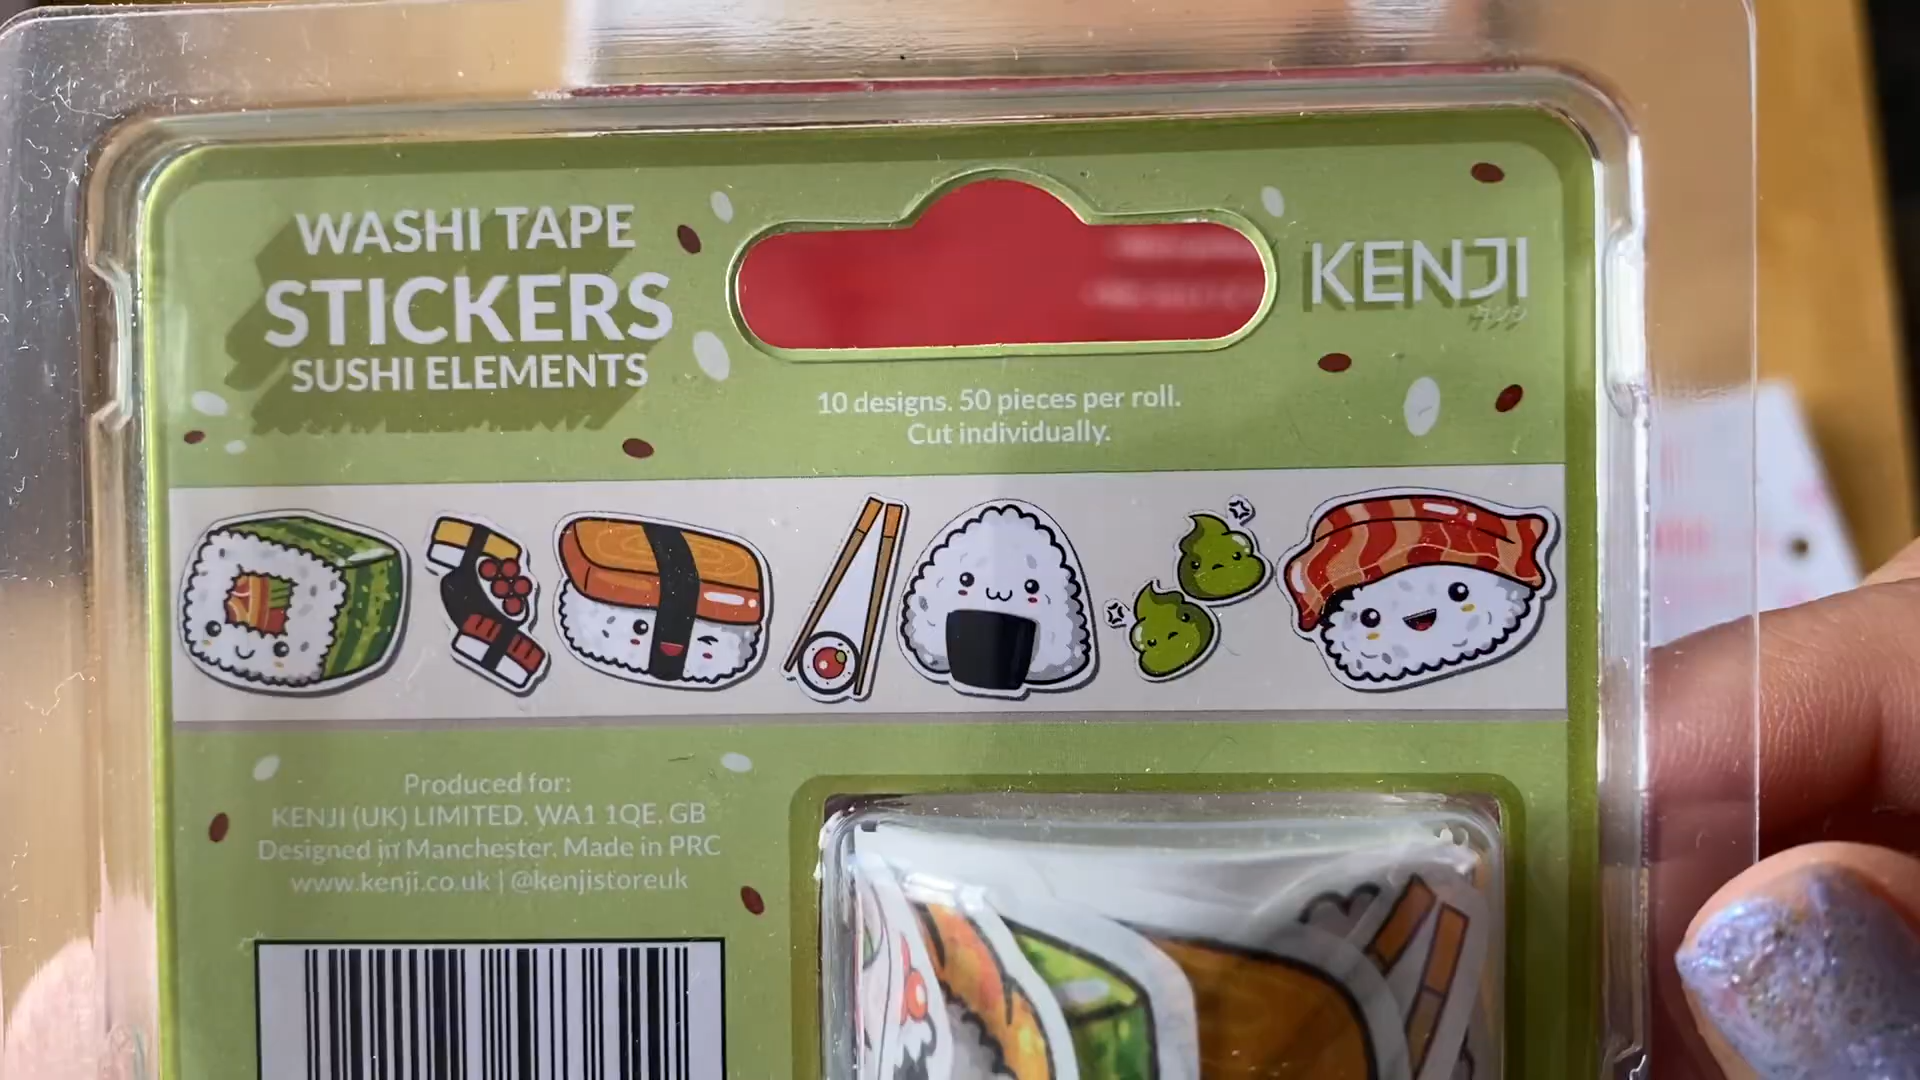 WASHI TAPE
STICKERS
SUSHI ELEMENTS
KENJI
10 designs. 50 pieces per roll.
Cut individually.
Produced for:
KENJI (UK) LIMITED. WA1 1QE. GB
Designed in Manchester. Made in PRC
www.kenji.co.uk | @kenjistoreuk